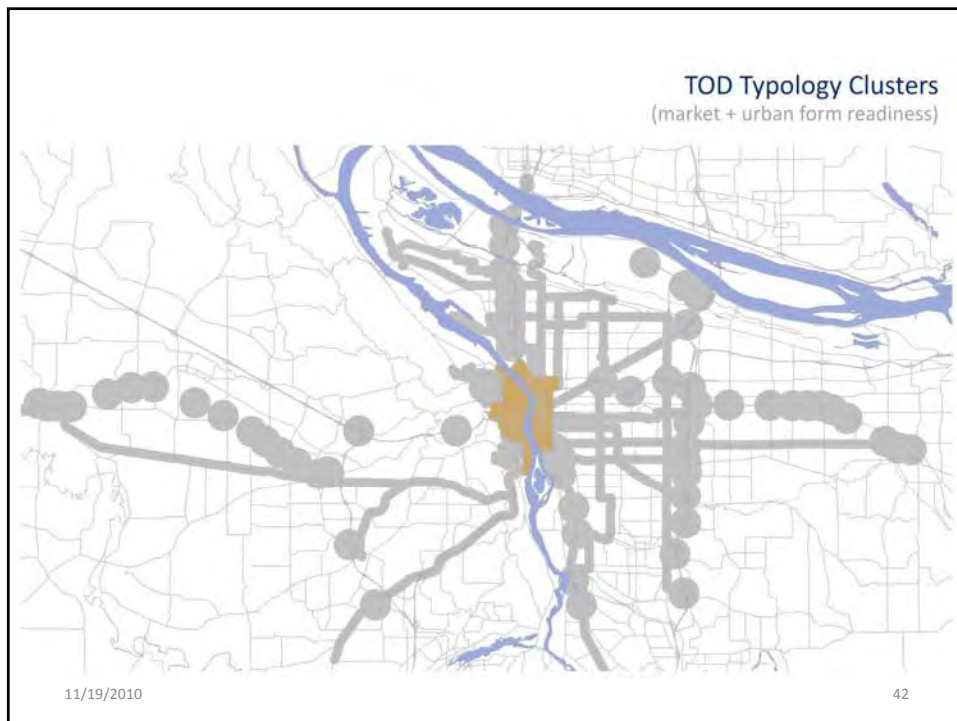 TOD Typology Clusters
(market + urban form readiness)
11/19/2010
42